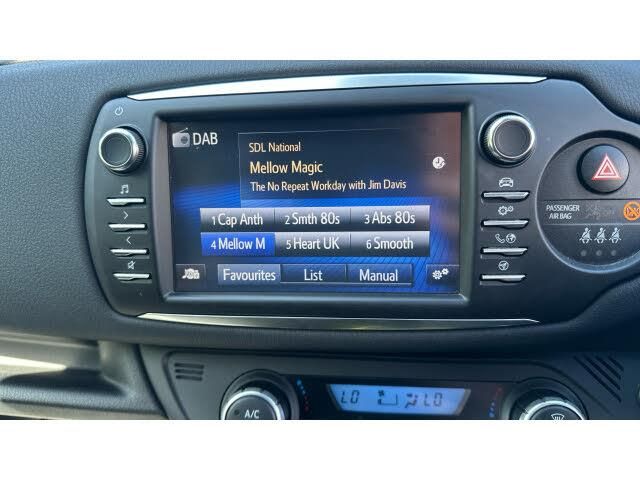 DAB
SDL National
Mellow Magic
The No Repeat Workday with Jim Davis
1 Cap Anth 2 Smth 80s 3 Abs 80s
4 Mellow M 5 Heart UK 6 Smooth
Favourites List Manual
PASSENGER
AIR BAG
LO LO
A/C